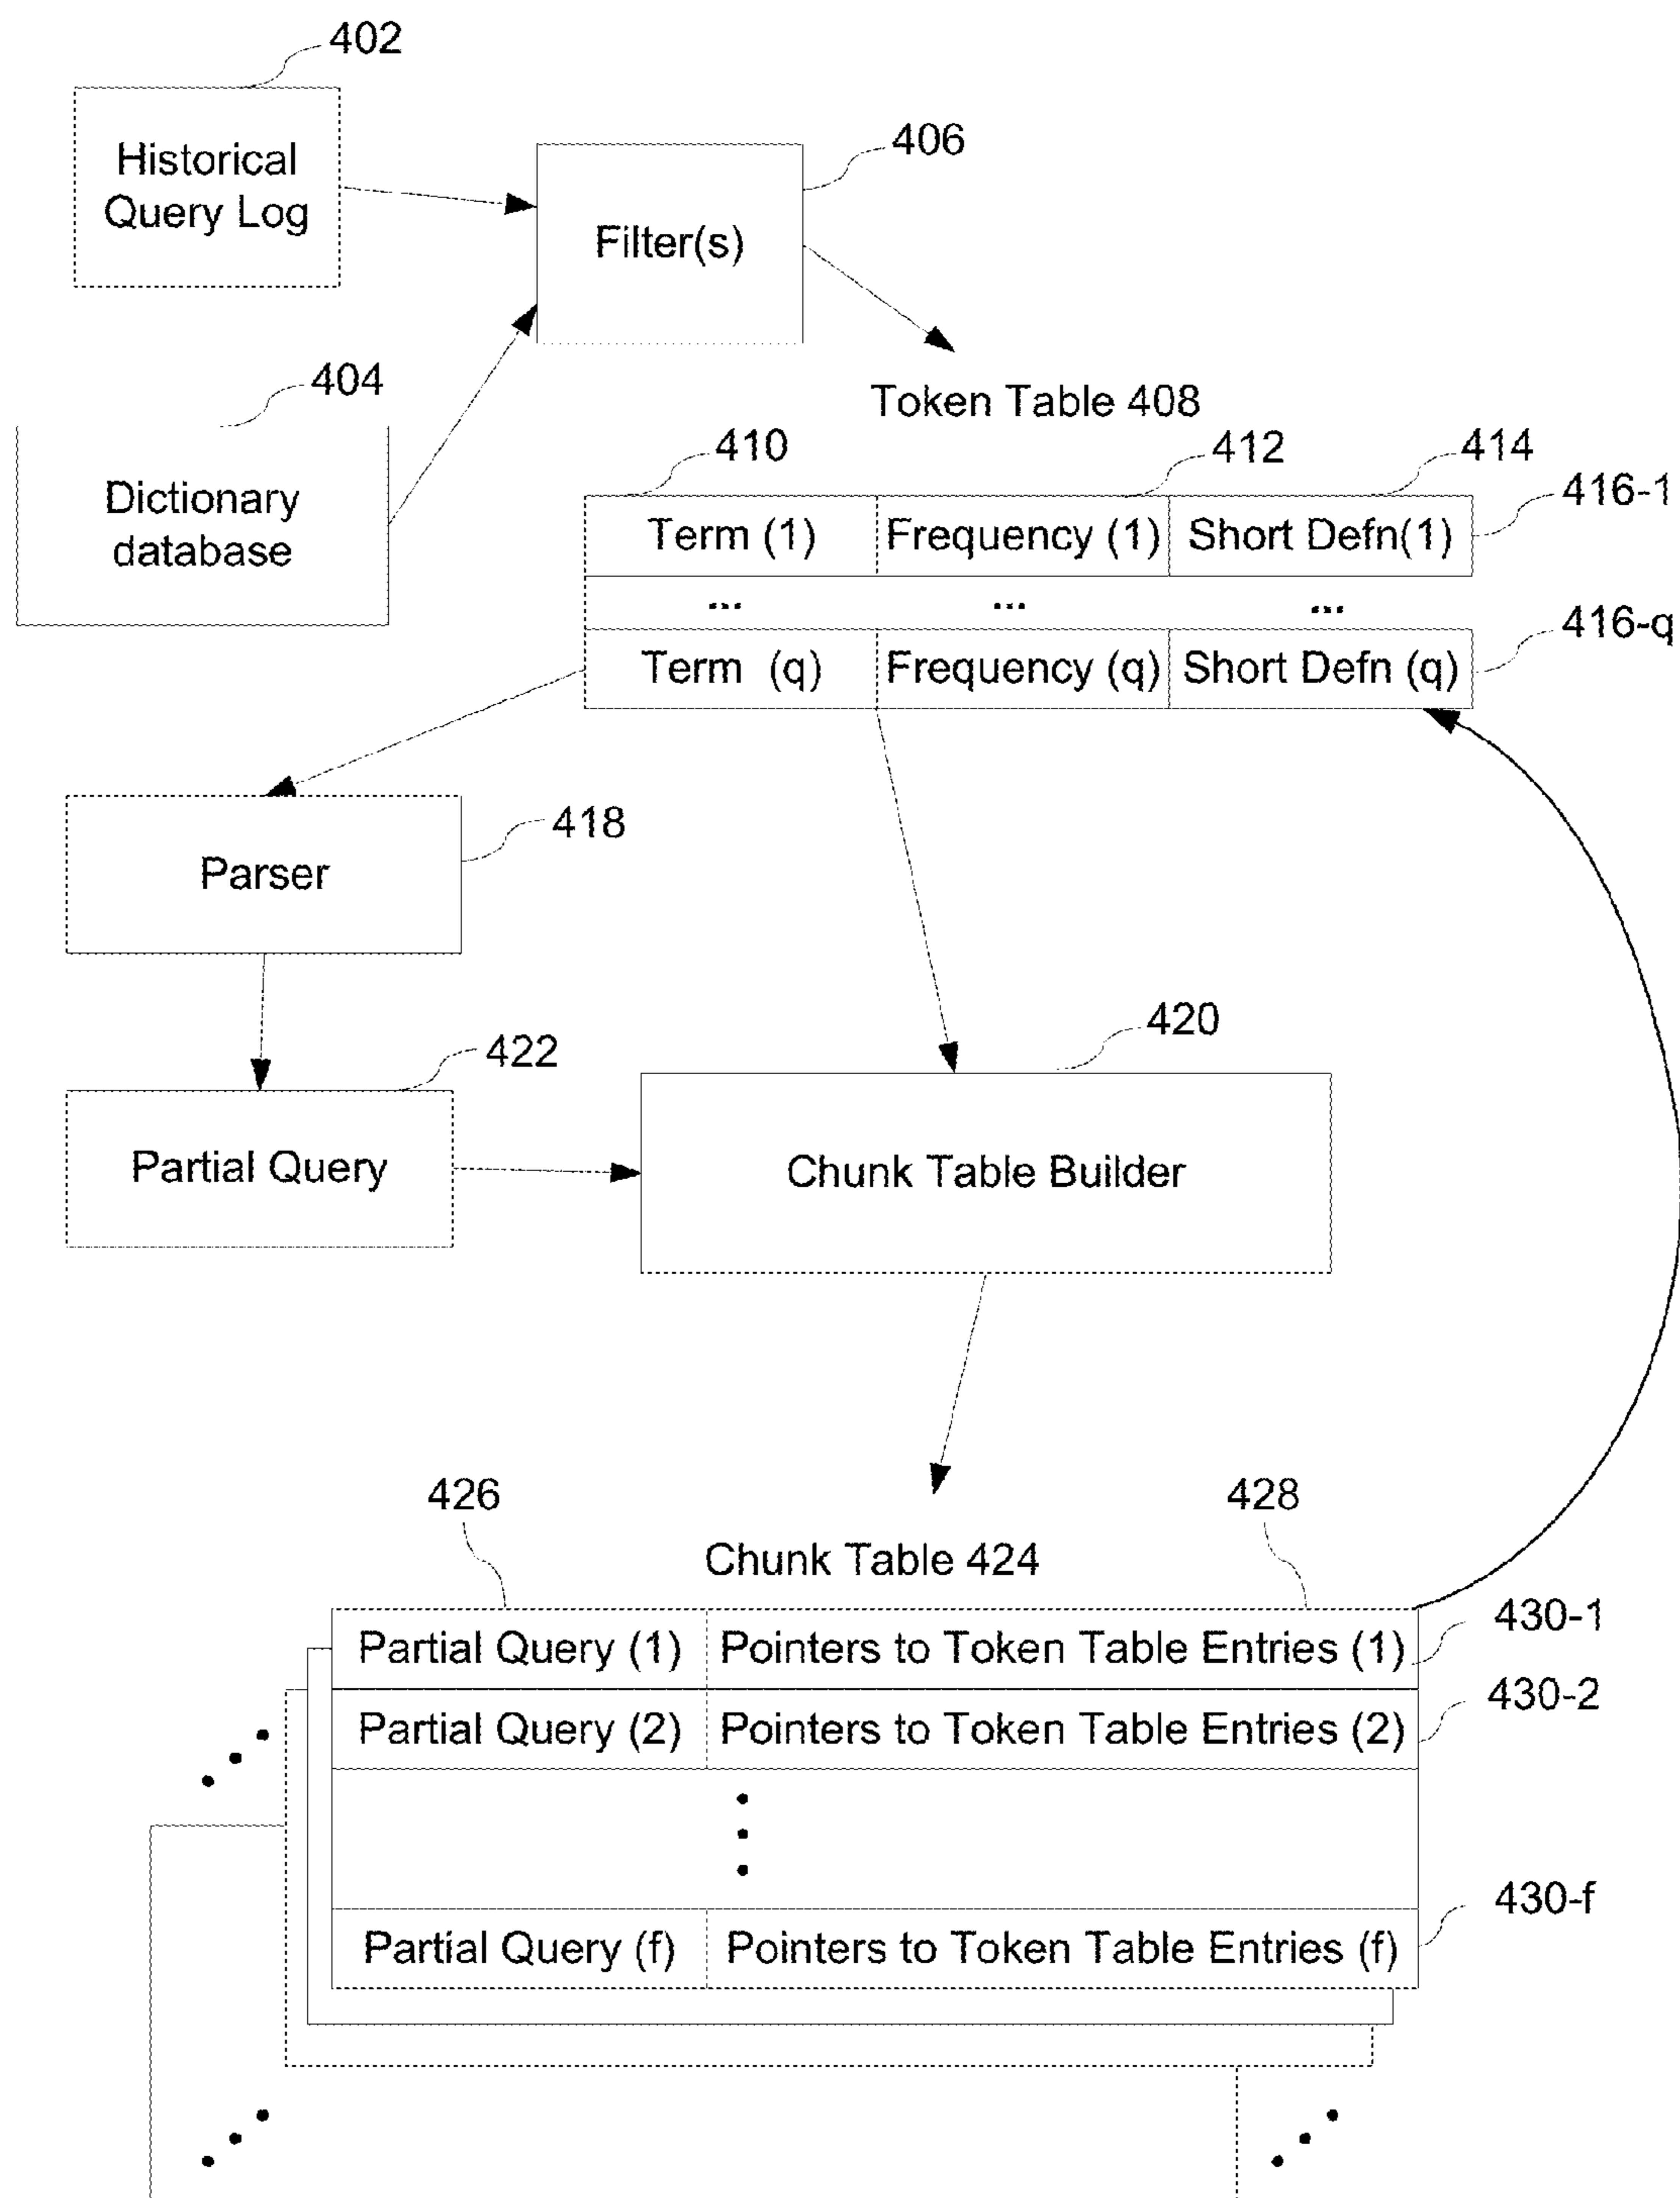 402
Historical
Query Log
406
Filter(s)
404
Dictionary
database
Token Table 408
410
412
414
416-1
Term (1) Frequency (1) Short Defn(1)
... ... ...
416-q
Term (q) Frequency (q) Short Defn (q)
418
Parser
420
422
Partial Query
Chunk Table Builder
426
428
Chunk Table 424
Partial Query (1) Pointers to Token Table Entries (1)
430-1
Partial Query (2) Pointers to Token Table Entries (2)
430-2
430-f
Partial Query (f) Pointers to Token Table Entries (f)